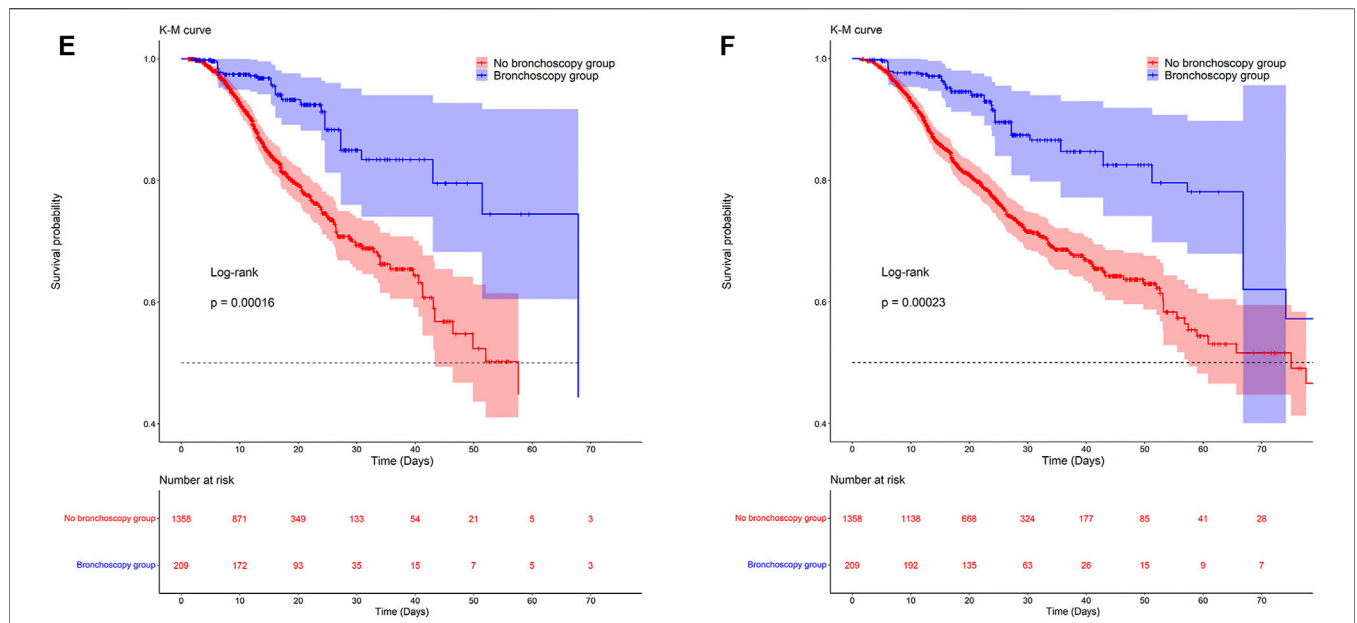 E
K-M curve
No bronchoscopy group
Bronchoscopy group
1.0
0.8
0.6
0.4
Survival probability
Log-rank
p = 0.00016
0 10 20 30 40 50 60 70
Time (Days)
Number at risk
No bronchoscopy group 1358 871 349 133 54 21 5 3
Bronchoscopy group 209 172 93 35 15 7 5 3
0 10 20 30 40 50 60 70
Time (Days)
F
K-M curve
No bronchoscopy group
Bronchoscopy group
1.0
0.8
0.6
0.4
Survival probability
Log-rank
p = 0.00023
0 10 20 30 40 50 60 70
Time (Days)
Number at risk
No bronchoscopy group 1358 1138 668 324 177 85 41 28
Bronchoscopy group 209 192 135 63 26 15 9 7
0 10 20 30 40 50 60 70
Time (Days)